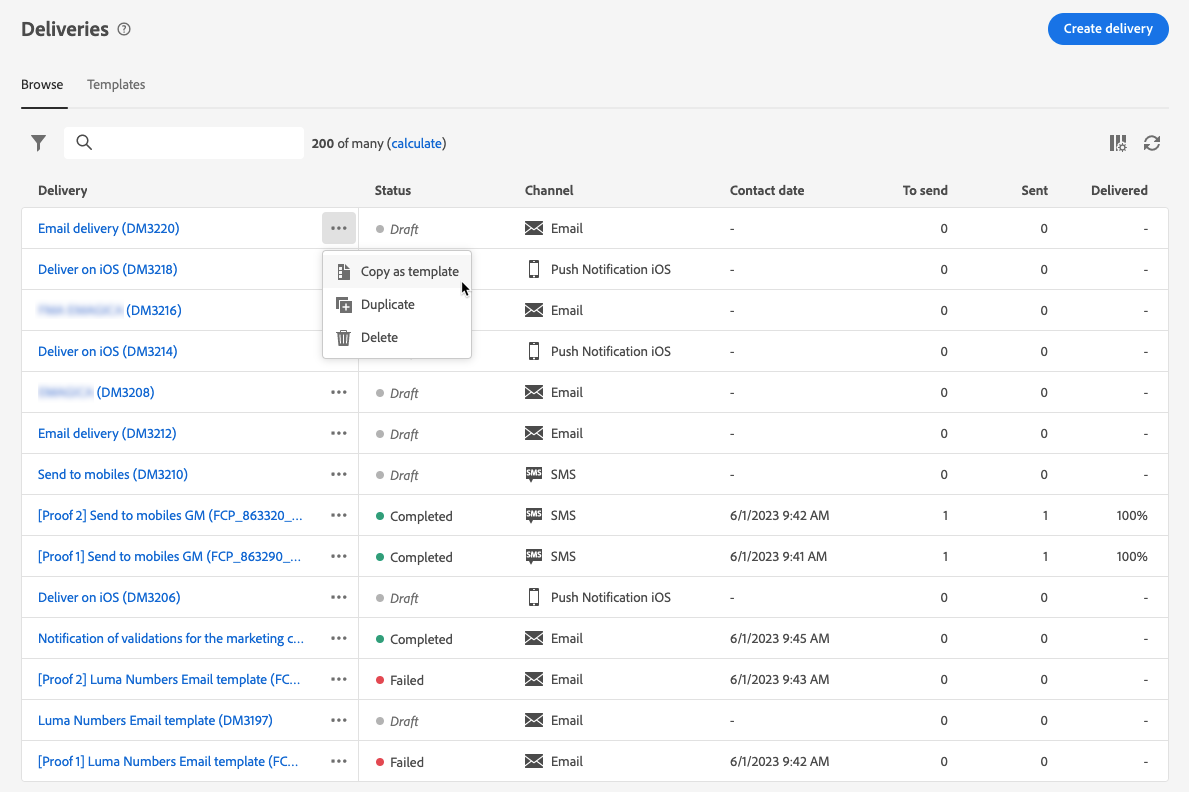 Deliveries
Create delivery
Browse Templates
200 of many (calculate)
Delivery Status Channel Contact date To send Sent Delivered
Email delivery (DM3220) Draft Email - 0 0 -
Deliver on iOS (DM3218) Push Notification iOS - 0 0 -
(DM3216) Email - 0 0 -
Deliver on iOS (DM3214) Push Notification iOS - 0 0 -
Copy as template
Duplicate
Delete
(DM3208) Draft Email - 0 0 -
Email delivery (DM3212) Draft Email - 0 0 -
Send to mobiles (DM3210) Draft SMS SMS - 0 0 -
[Proof 2] Send to mobiles GM (FCP_863320_... Completed SMS SMS 6/1/2023 9:42 AM 1 1 100%
[Proof 1] Send to mobiles GM (FCP_863290_... Completed SMS SMS 6/1/2023 9:41 AM 1 1 100%
Deliver on iOS (DM3206) Draft Push Notification iOS - 0 0 -
Notification of validations for the marketing c... Completed Email 6/1/2023 9:45 AM 0 0 -
[Proof 2] Luma Numbers Email template (FC... Failed Email 6/1/2023 9:43 AM 0 0 -
Luma Numbers Email template (DM3197) Draft Email - 0 0 -
[Proof 1] Luma Numbers Email template (FC... Failed Email 6/1/2023 9:42 AM 0 0 -